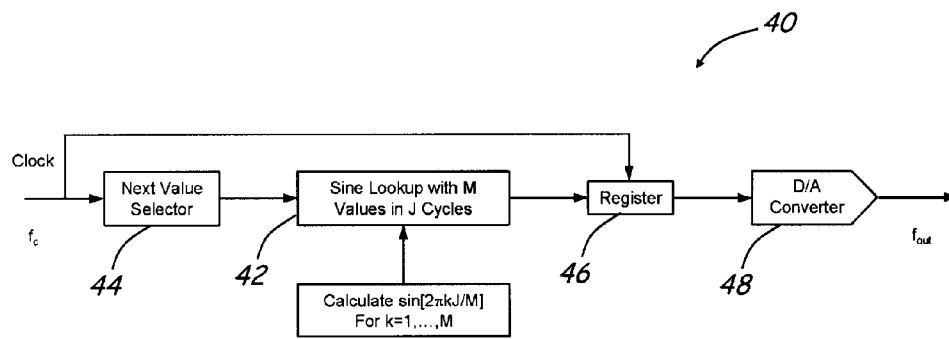 40
Clock
f_c
Next Value
Selector
44
Sine Lookup with M
Values in J Cycles
42
Calculate sin[2πkJ/M]
For k=1,...,M
Register
46
D/A
Converter
48
f_out